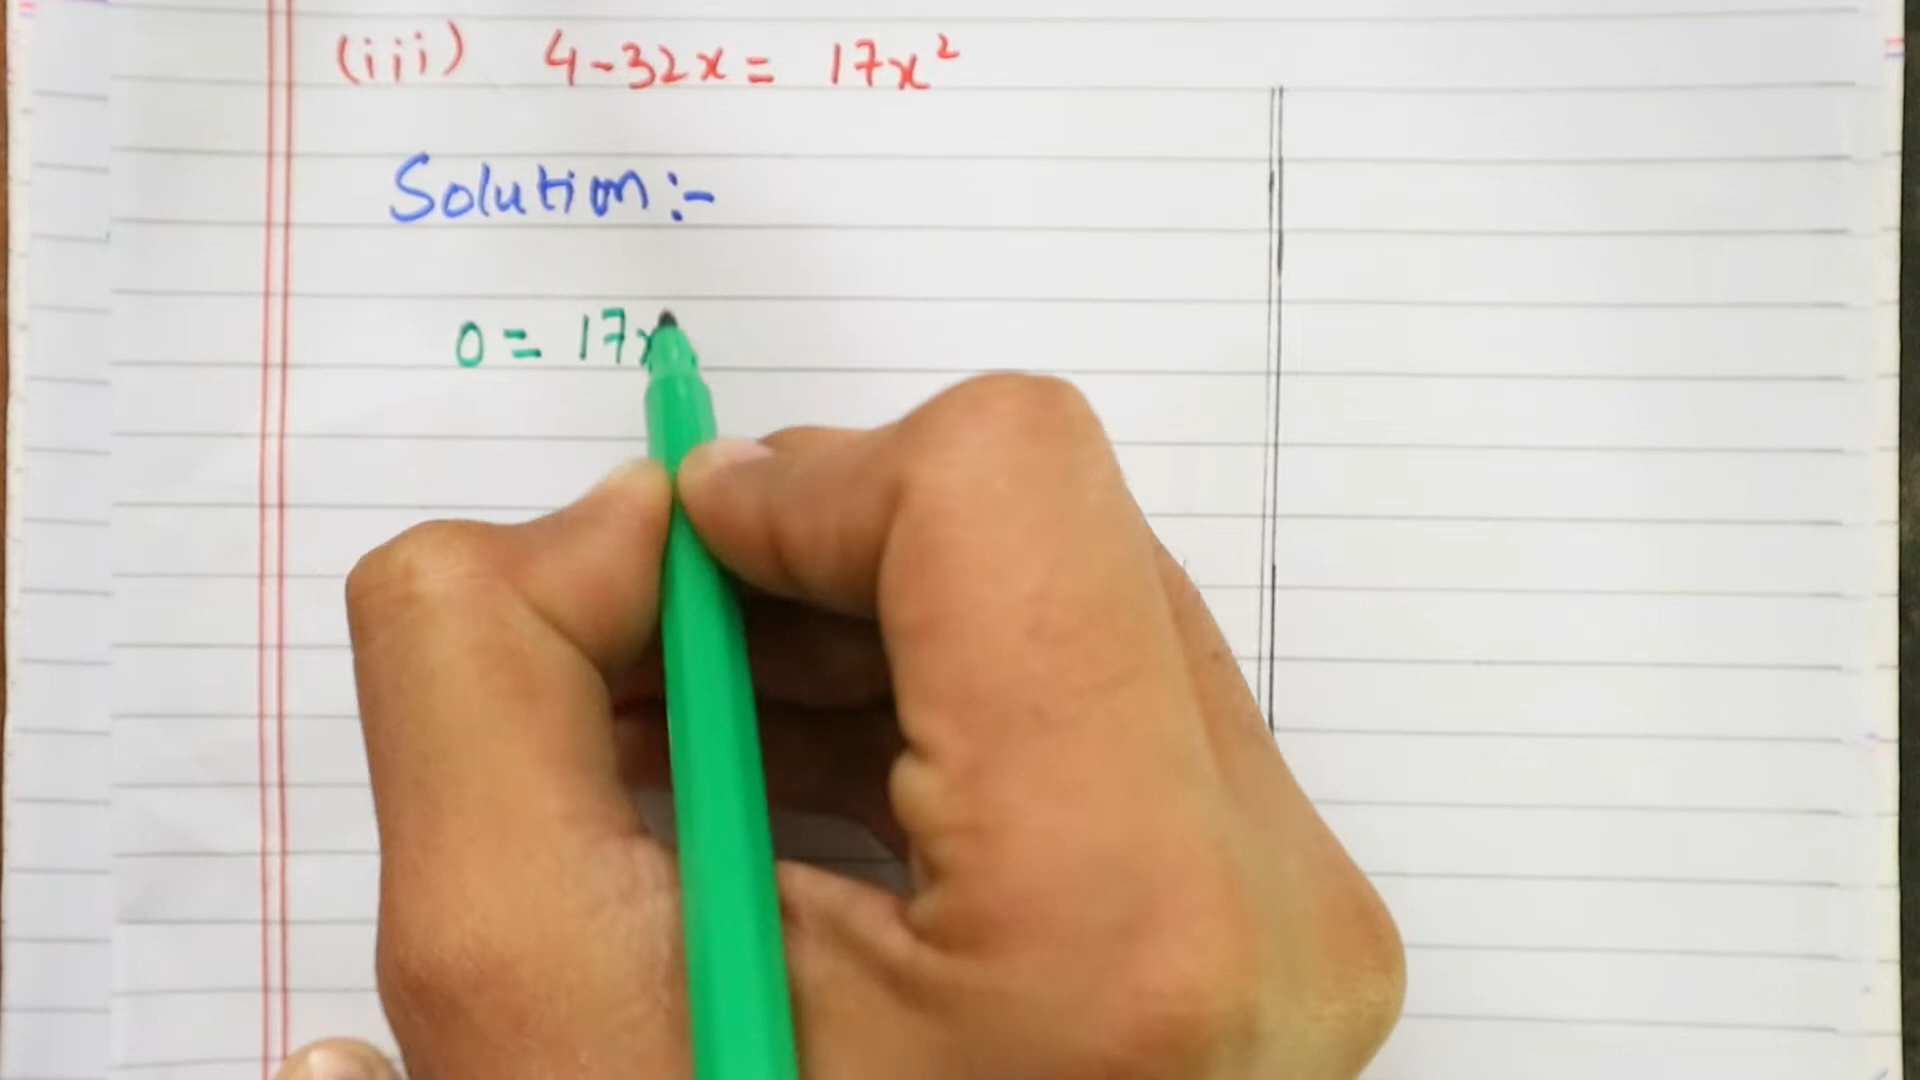 (iii) 4-32x = 17x²
Solution:-
0 = 17x